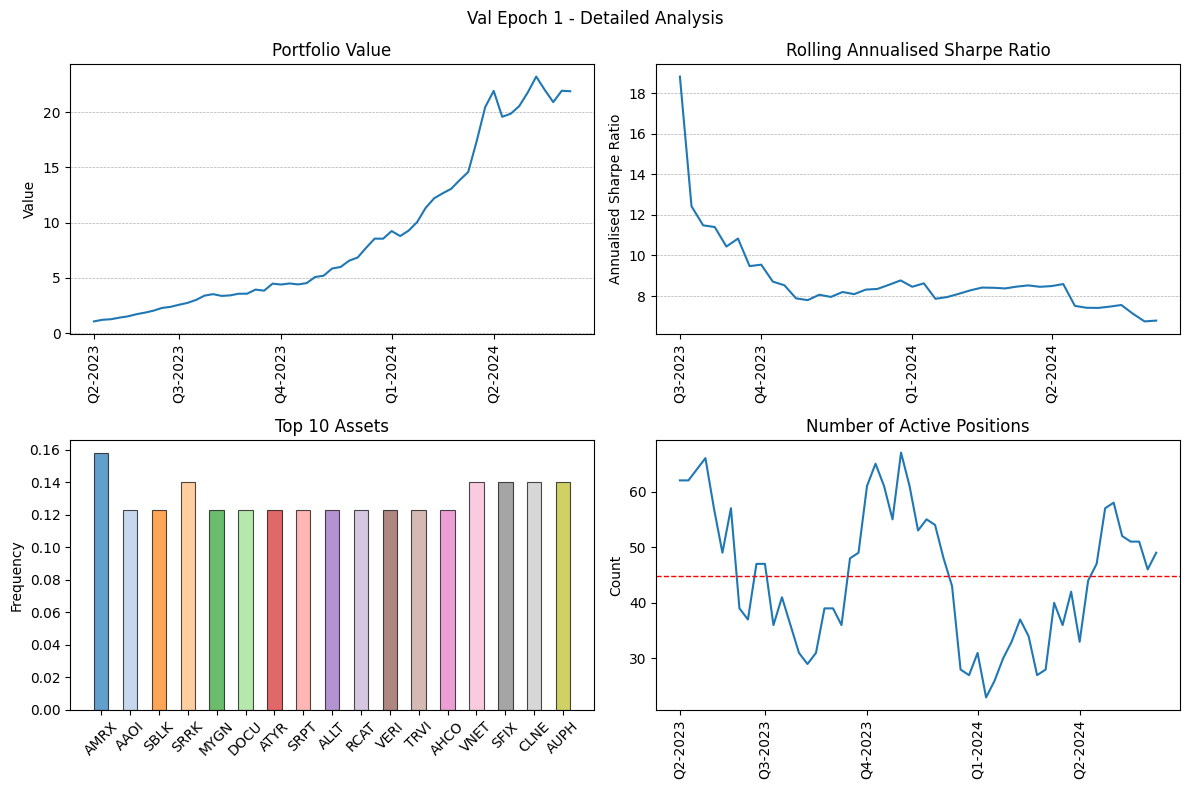 Val Epoch 1 - Detailed Analysis
Portfolio Value
Value
20
15
10
5
0
Q2-2023
Q3-2023
Q4-2023
Q1-2024
Q2-2024
Rolling Annualised Sharpe Ratio
Annualised Sharpe Ratio
18
16
14
12
10
8
Q3-2023
Q4-2023
Q1-2024
Q2-2024
Top 10 Assets
Frequency
0.16
0.14
0.12
0.10
0.08
0.06
0.04
0.02
0.00
AMRX
AAOI
SBLK
SRRK
MYGN
DOCU
ATYR
SRPT
ALLT
RCAT
VERI
TRVI
AHCO
VNET
SFIX
CLNE
AUPH
Number of Active Positions
Count
60
50
40
30
Q2-2023
Q3-2023
Q4-2023
Q1-2024
Q2-2024